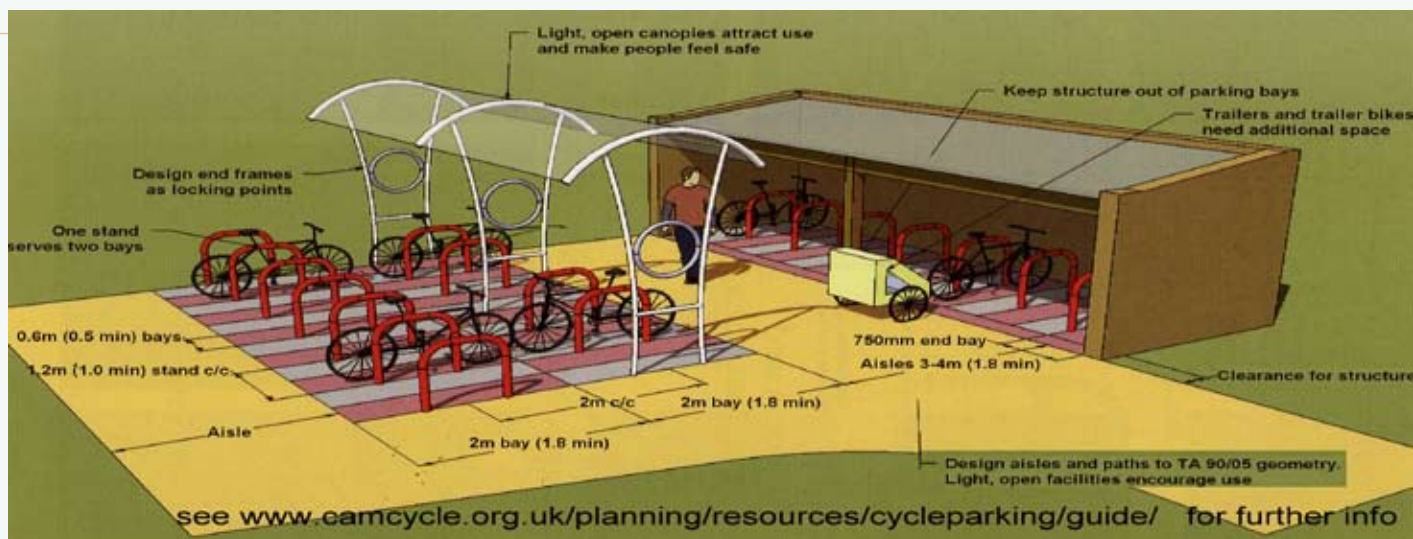 Light, open canopies attract use
and make people feel safe
Keep structure out of parking bays
Trailers and trailer bikes
need additional space
Design end frames
as locking points
One stand
serves two bays
0.6m (0.5 min) bays
1.2m (1.0 min) stand c/c
Aisle
2m c/c
2m bay (1.8 min)
2m bay (1.8 min)
750mm end bay
Aisles 3-4m (1.8 min)
Clearance for structure
Design aisles and paths to TA 90/05 geometry.
Light, open facilities encourage use
see www.camcycle.org.uk/planning/resources/cycleparking/guide/ for further info